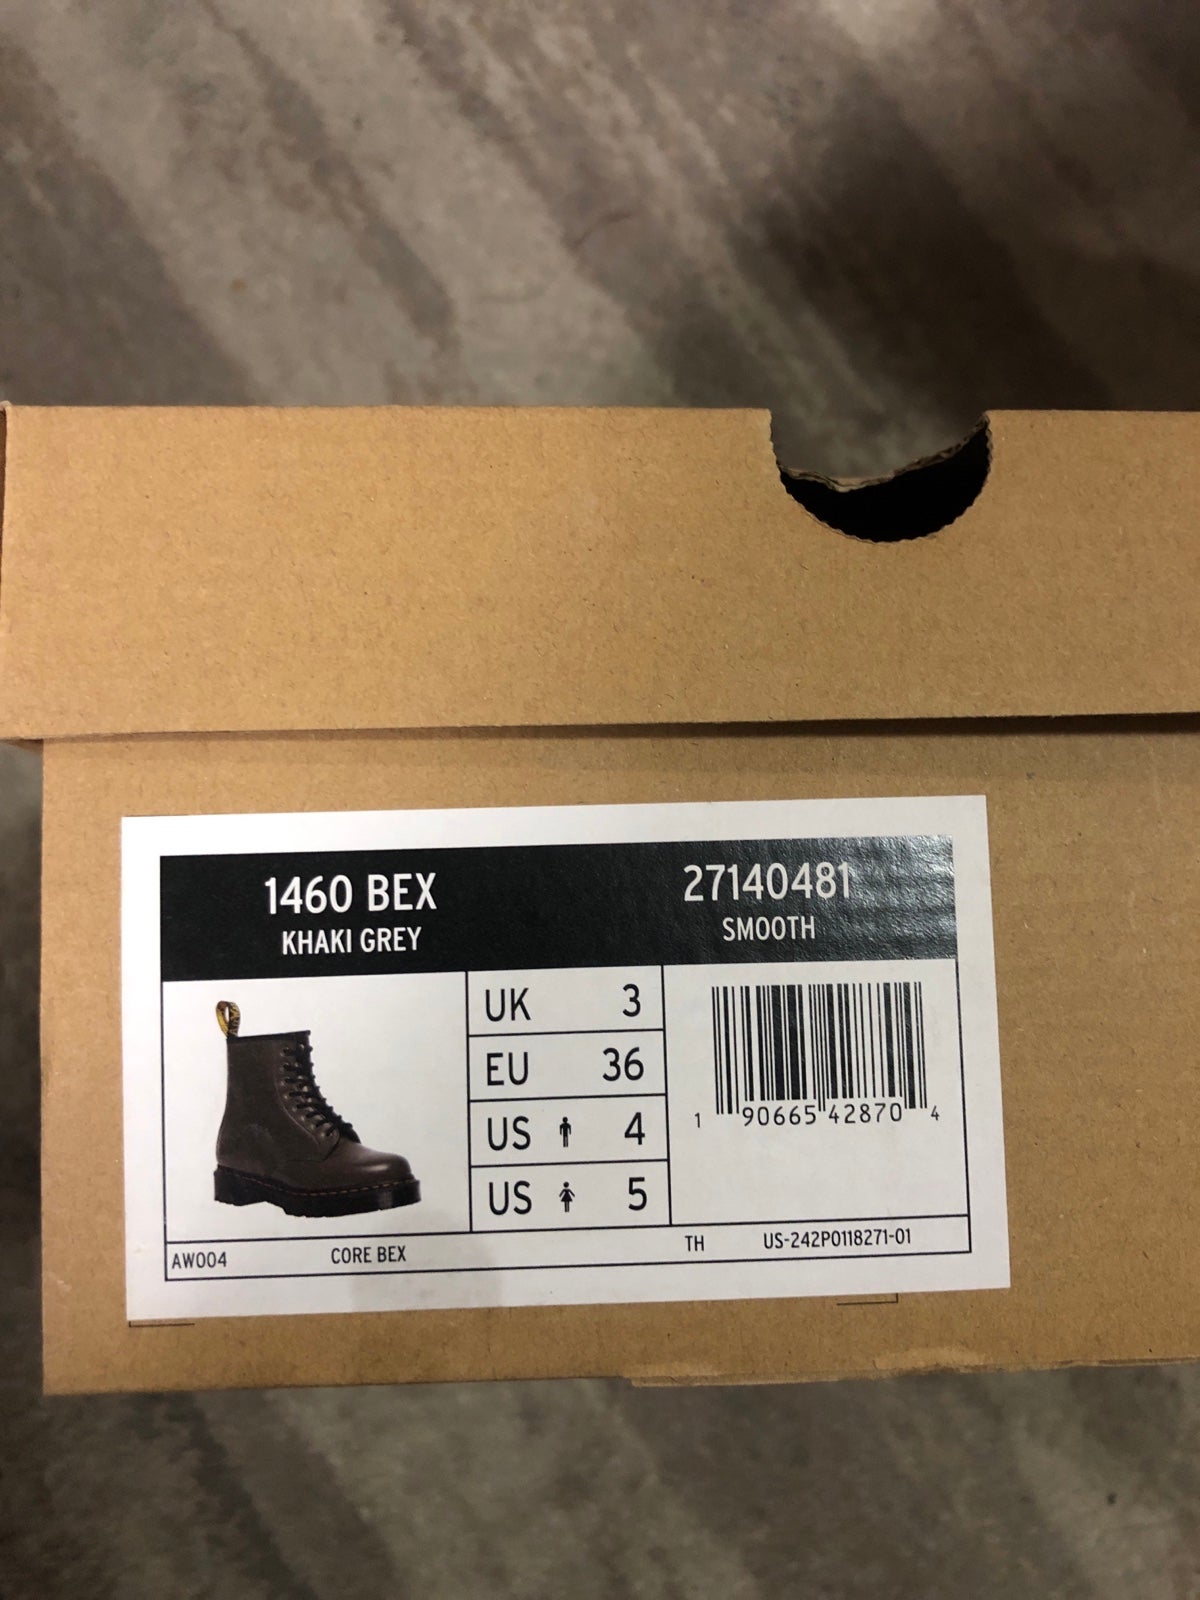 1460 BEX
KHAKI GREY
27140481
SMOOTH
UK 3
EU 36
US 4
US 5
1 90665 42870 4
AW004 CORE BEX TH US-242P0118271-01